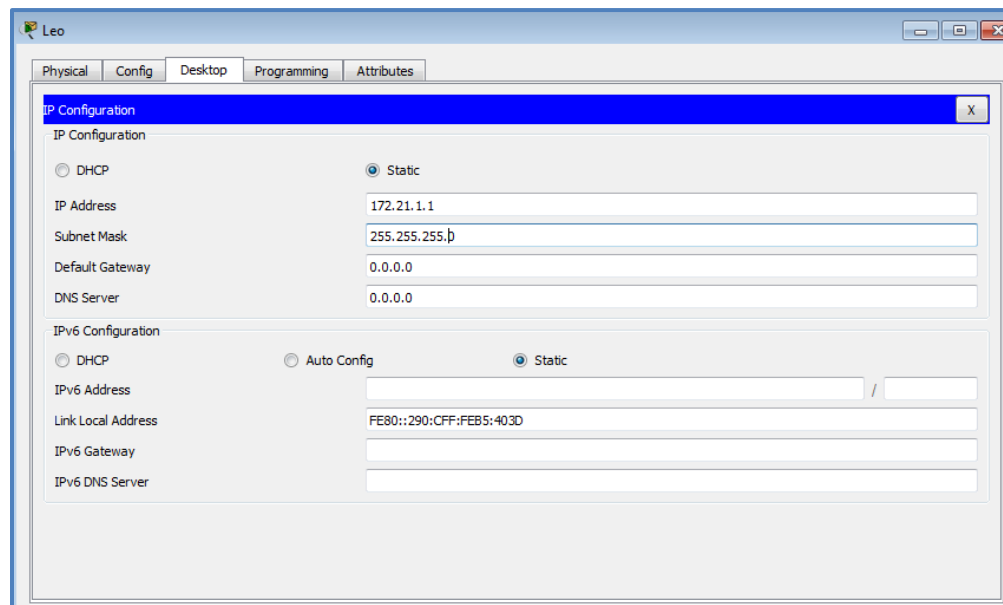 Leo
Physical Config Desktop Programming Attributes
IP Configuration X
IP Configuration
DHCP Static
IP Address 172.21.1.1
Subnet Mask 255.255.255.0
Default Gateway 0.0.0.0
DNS Server 0.0.0.0
IPv6 Configuration
DHCP Auto Config Static
IPv6 Address /
Link Local Address FE80::290:CFF:FEB5:403D
IPv6 Gateway
IPv6 DNS Server